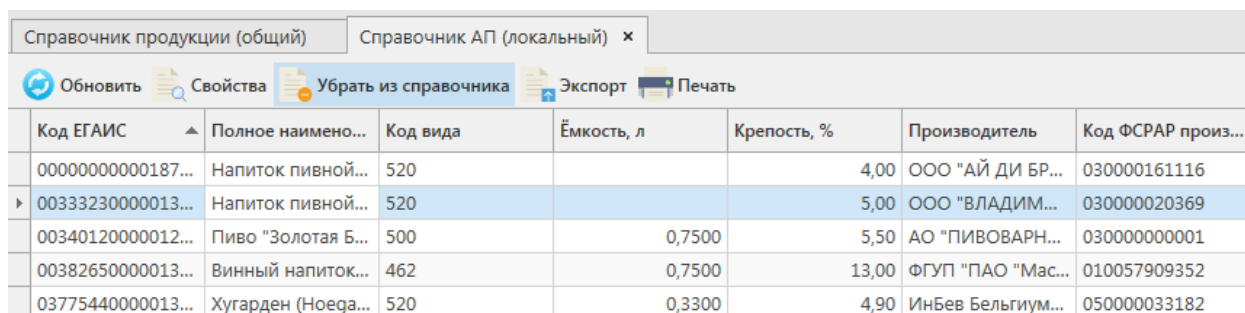 Справочник продукции (общий) Справочник АП (локальный) ×
Обновить Свойства Убрать из справочника Экспорт Печать
Код ЕГАИС Полное наимено... Код вида Ёмкость, л Крепость, % Производитель Код ФСРАР произ...
00000000000187... Напиток пивной... 520 4,00 ООО "АЙ ДИ БР... 030000161116
00333230000013... Напиток пивной... 520 5,00 ООО "ВЛАДИМ... 030000020369
00340120000012... Пиво "Золотая Б... 500 0,7500 5,50 АО "ПИВОВАРН... 030000000001
00382650000013... Винный напиток... 462 0,7500 13,00 ФГУП "ПАО "Мас... 010057909352
03775440000013... Хугарден (Hoega... 520 0,3300 4,90 ИнБев Бельгиум... 050000033182